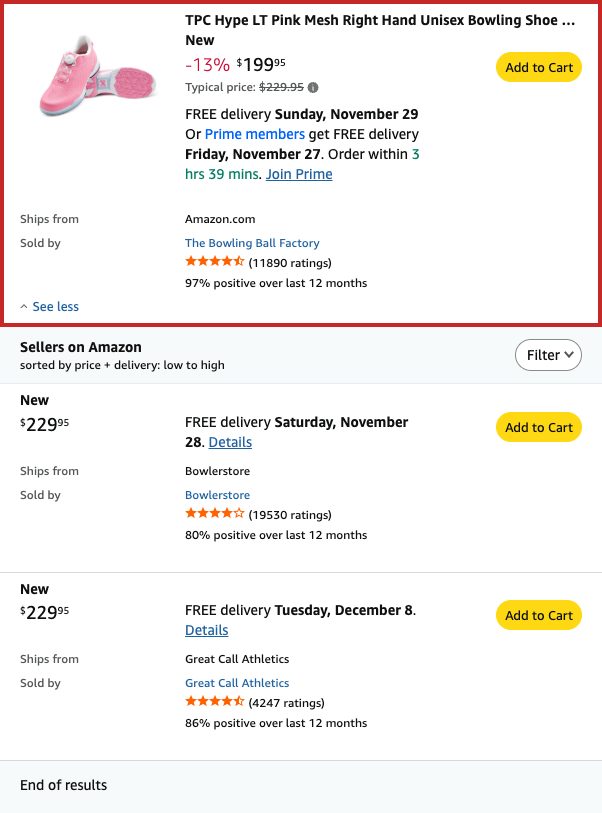 TPC Hype LT Pink Mesh Right Hand Unisex Bowling Shoe ...
New
-13% $19995
Add to Cart
Typical price: $229.95
FREE delivery Sunday, November 29
Or Prime members get FREE delivery
Friday, November 27. Order within 3
hrs 39 mins. Join Prime
Ships from Amazon.com
Sold by The Bowling Ball Factory
(11890 ratings)
97% positive over last 12 months
See less
Sellers on Amazon
sorted by price + delivery: low to high
Filter
New
$22995
FREE delivery Saturday, November
28. Details
Add to Cart
Ships from Bowlerstore
Sold by Bowlerstore
(19530 ratings)
80% positive over last 12 months
New
$22995
FREE delivery Tuesday, December 8.
Details
Add to Cart
Ships from Great Call Athletics
Sold by Great Call Athletics
(4247 ratings)
86% positive over last 12 months
End of results